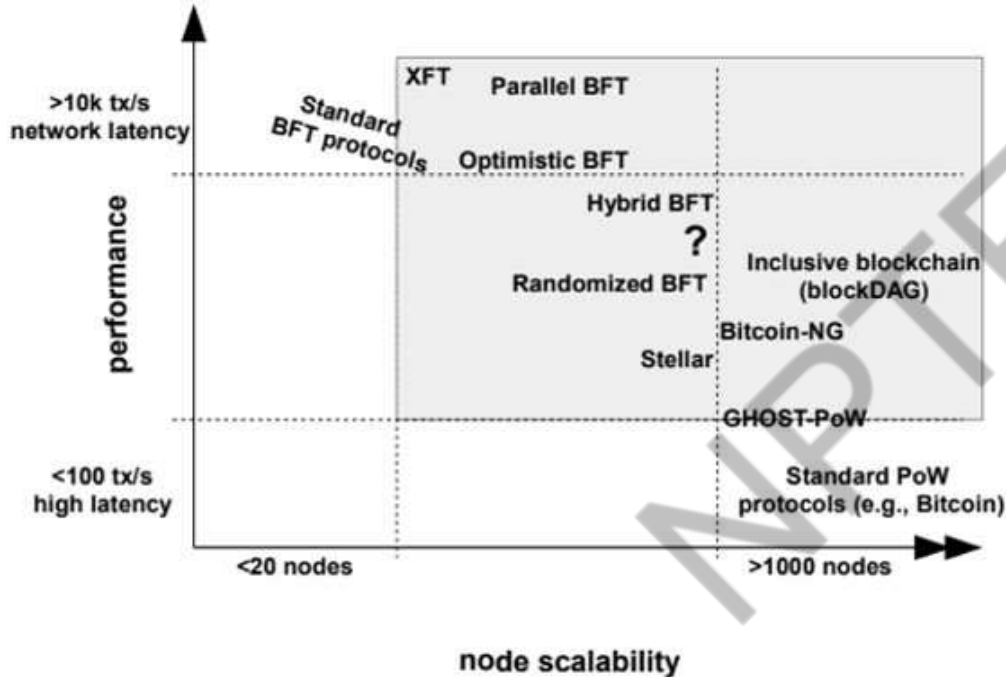 XFT
Parallel BFT
>10k tx/s
network latency
Standard
BFT protocols
Optimistic BFT
Hybrid BFT
?
performance
Inclusive blockchain
(blockDAG)
Randomized BFT
Bitcoin-NG
Stellar
GHOST-PoW
<100 tx/s
high latency
Standard PoW
protocols (e.g., Bitcoin)
<20 nodes
>1000 nodes
node scalability
NPTE